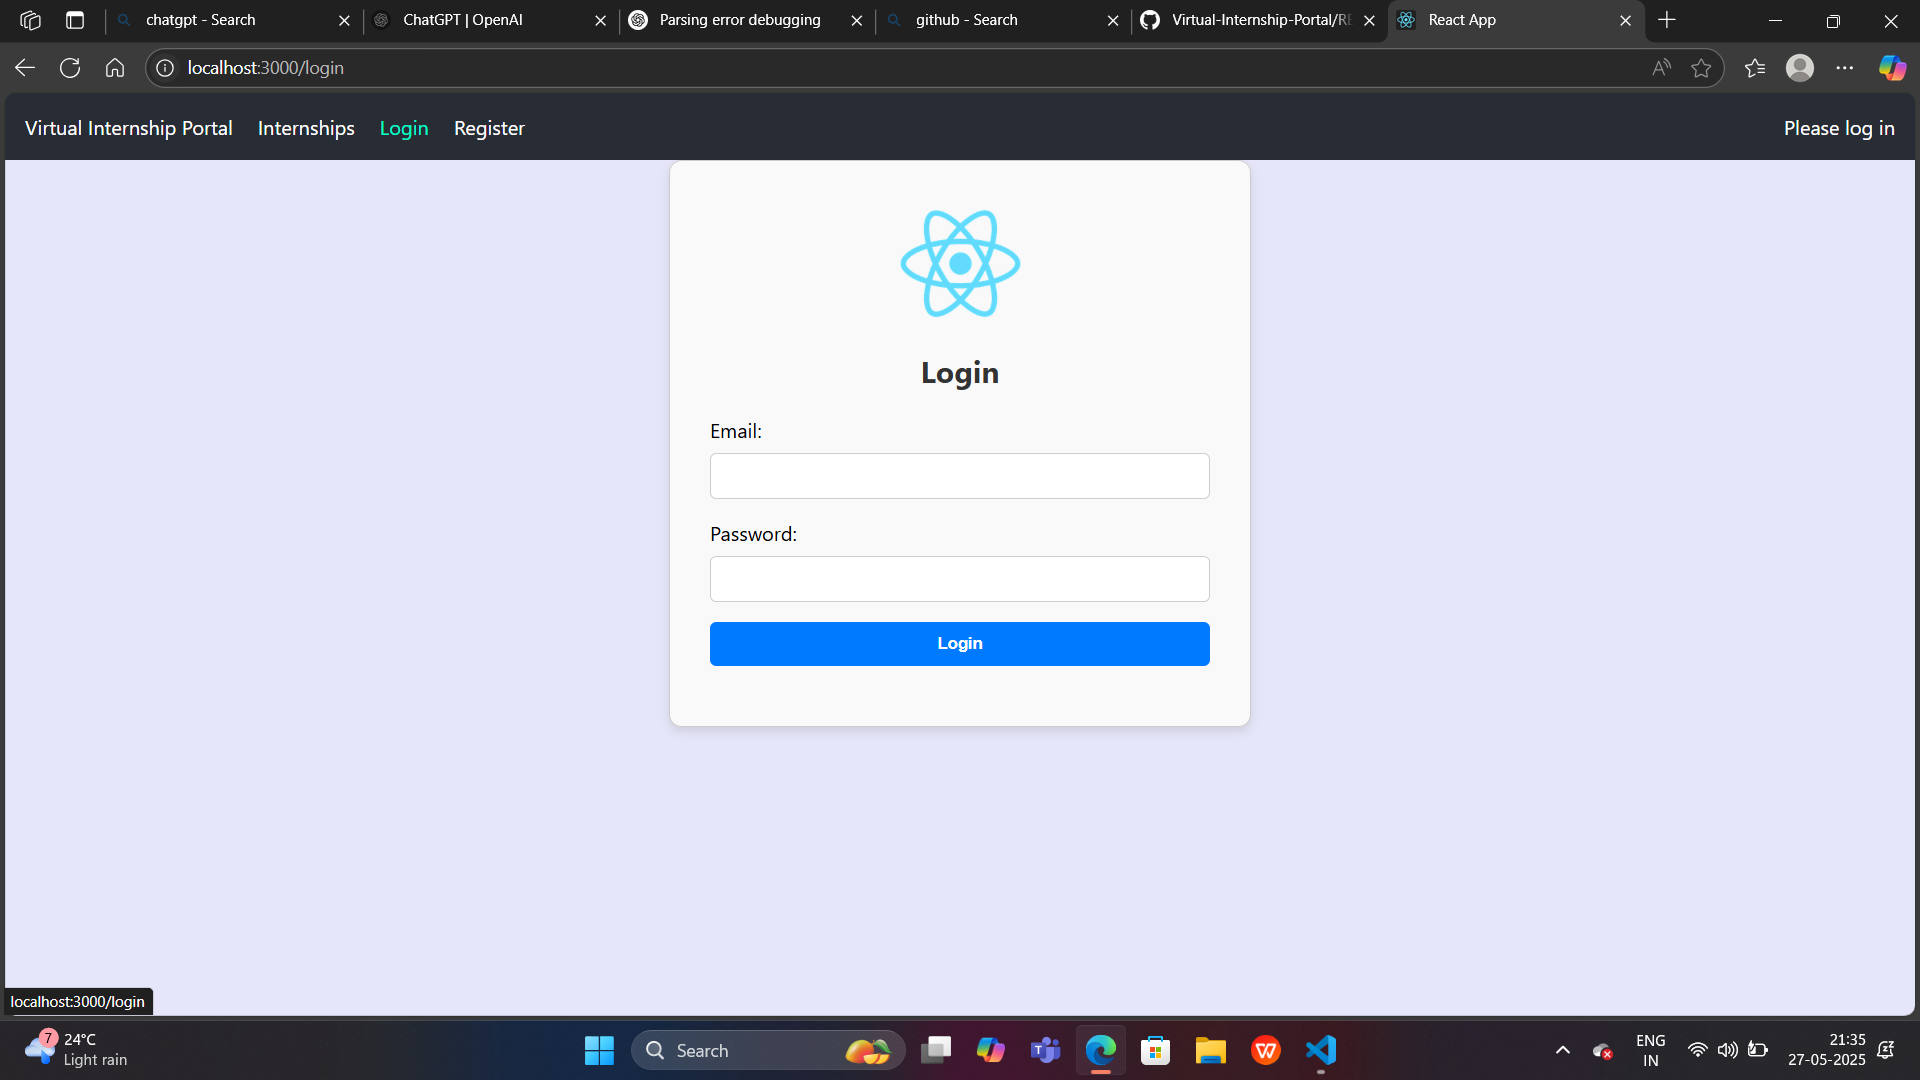 chatgpt - Search
ChatGPT | OpenAI
Parsing error debugging
github - Search
Virtual-Internship-Portal/RE
React App
localhost:3000/login
Virtual Internship Portal
Internships
Login
Register
Please log in
Login
Email:
Password:
Login
localhost:3000/login
7
24°C
Light rain
Search
ENG
IN
21:35
27-05-2025